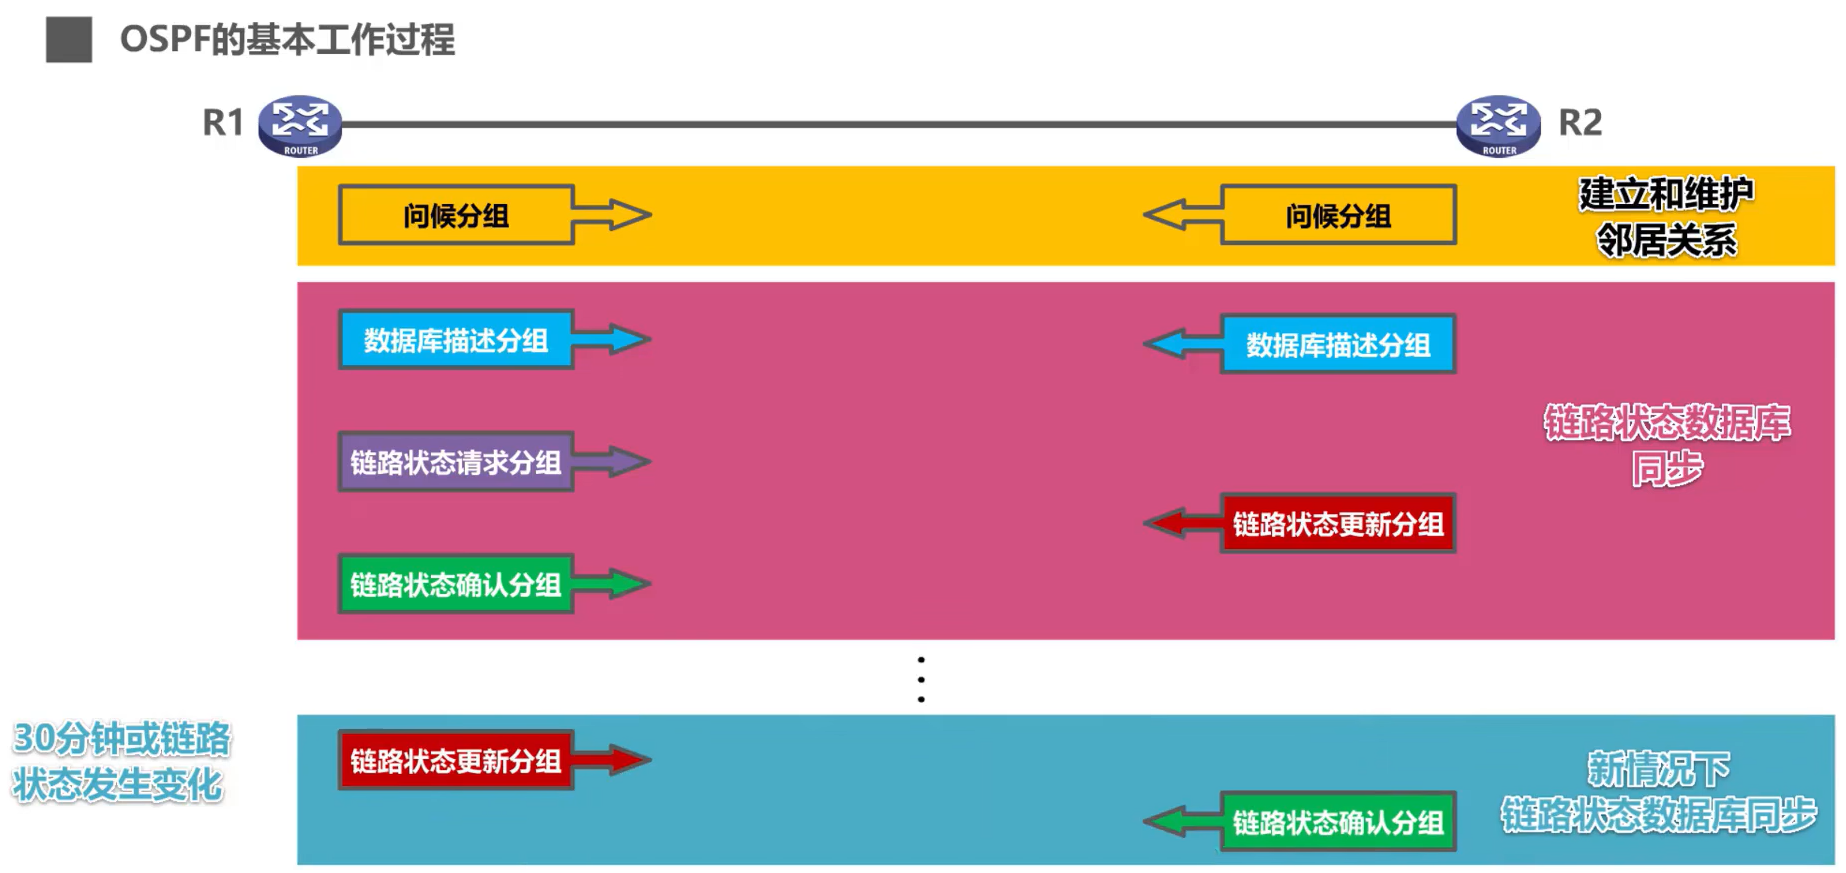 OSPF的基本工作过程
R1
ROUTER
ROUTER
R2
问候分组
问候分组
建立和维护
邻居关系
数据库描述分组
数据库描述分组
链路状态请求分组
链路状态数据库
同步
链路状态更新分组
链路状态确认分组
30分钟或链路
状态发生变化
链路状态更新分组
链路状态确认分组
新情况下
链路状态数据库同步